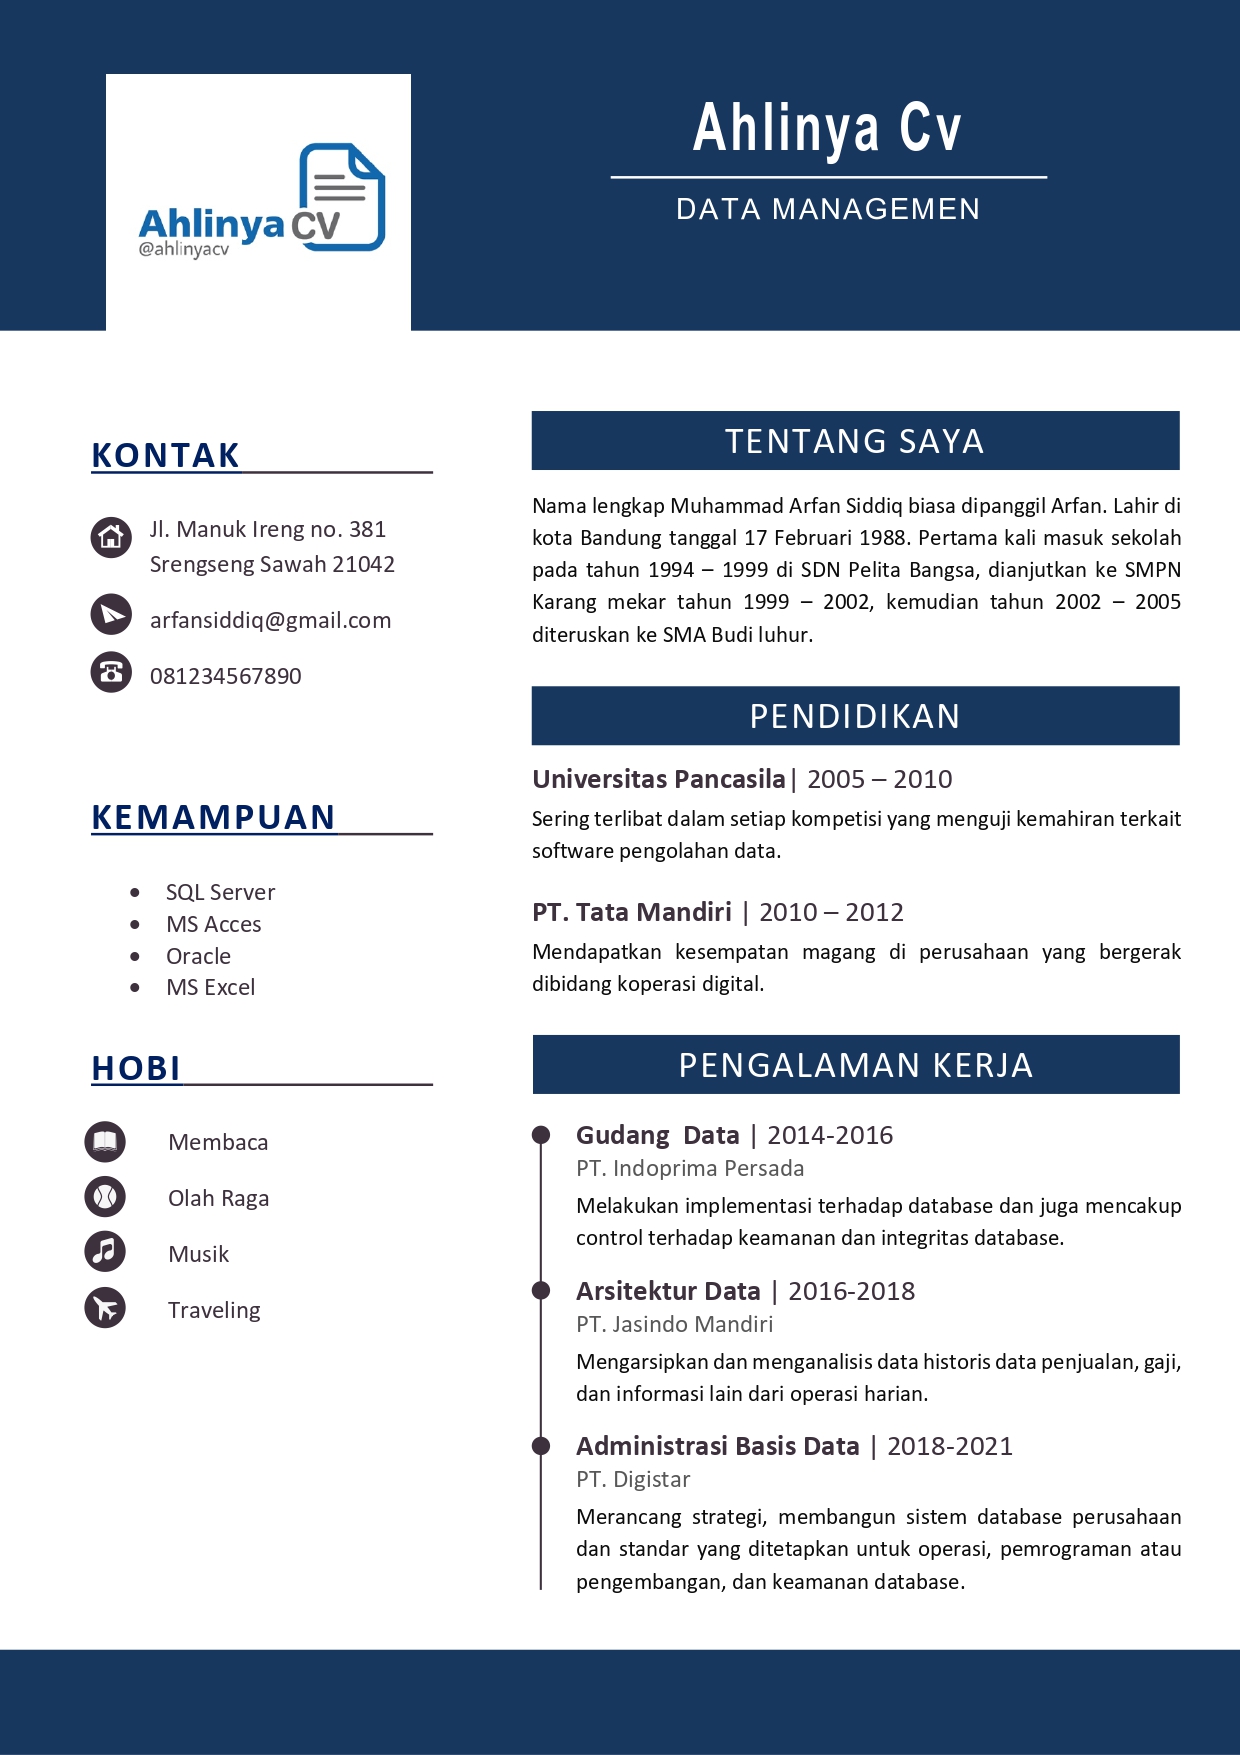 Ahlinya CV
@ahlinyacv
Ahlinya Cv
DATA MANAGEMEN
KONTAK
Jl. Manuk Ireng no. 381
Srengseng Sawah 21042
arfansiddiq@gmail.com
081234567890
KEMAMPUAN
• SQL Server
• MS Acces
• Oracle
• MS Excel
HOBI
Membaca
Olah Raga
Musik
Traveling
TENTANG SAYA
Nama lengkap Muhammad Arfan Siddiq biasa dipanggil Arfan. Lahir di
kota Bandung tanggal 17 Februari 1988. Pertama kali masuk sekolah
pada tahun 1994 – 1999 di SDN Pelita Bangsa, dianjutkan ke SMPN
Karang mekar tahun 1999 – 2002, kemudian tahun 2002 – 2005
diteruskan ke SMA Budi luhur.
PENDIDIKAN
Universitas Pancasila| 2005 – 2010
Sering terlibat dalam setiap kompetisi yang menguji kemahiran terkait
software pengolahan data.
PT. Tata Mandiri | 2010 – 2012
Mendapatkan kesempatan magang di perusahaan yang bergerak
dibidang koperasi digital.
PENGALAMAN KERJA
Gudang Data | 2014-2016
PT. Indoprima Persada
Melakukan implementasi terhadap database dan juga mencakup
control terhadap keamanan dan integritas database.
Arsitektur Data | 2016-2018
PT. Jasindo Mandiri
Mengarsipkan dan menganalisis data historis data penjualan, gaji,
dan informasi lain dari operasi harian.
Administrasi Basis Data | 2018-2021
PT. Digistar
Merancang strategi, membangun sistem database perusahaan
dan standar yang ditetapkan untuk operasi, pemrograman atau
pengembangan, dan keamanan database.